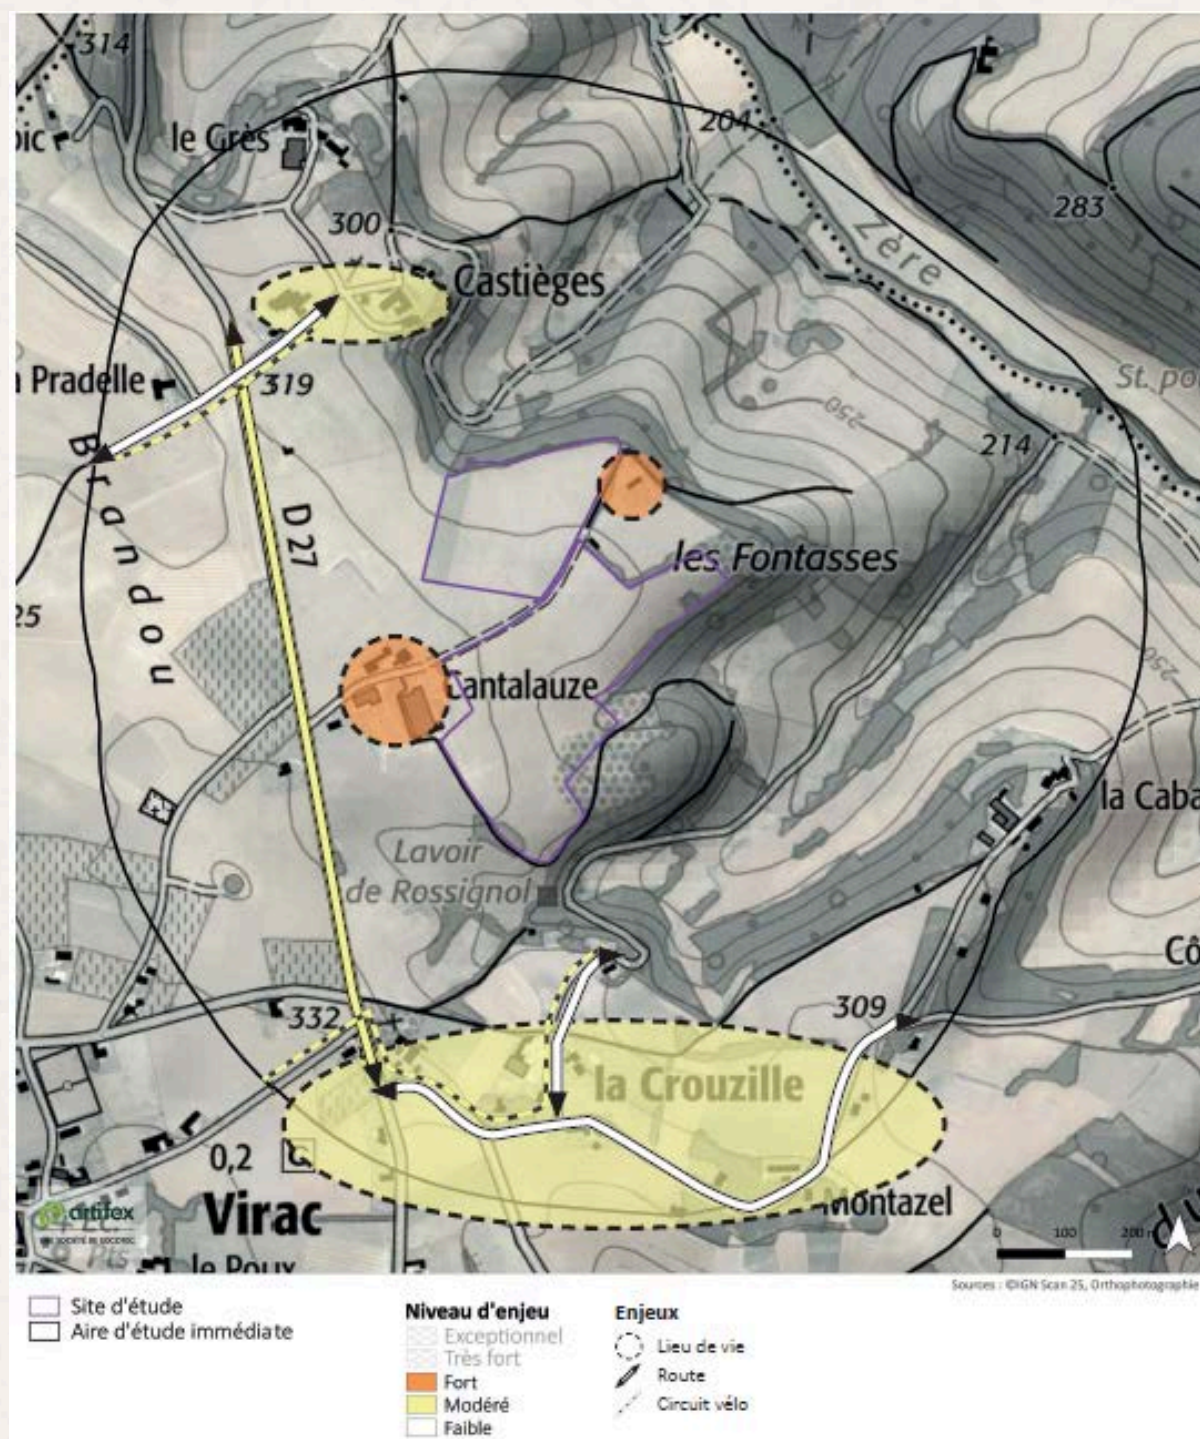 314
le Grès
204
300
283
Zère
Castièges
Pradelle
319
St. po
250
214
Brandou
D 27
les Fontasses
25
250
Cantalauze
la Caba
Lavoir
de Rossignol
Cô
332
309
la Crouzille
0,2
C
Virac
Montazel
artifex
Pts
le Poux
0 100 200 m
Sources : ©IGN Scan 25, Orthophotographie
Site d'étude
Aire d'étude immédiate
Niveau d'enjeu
Exceptionnel
Très fort
Fort
Modéré
Faible
Enjeux
Lieu de vie
Route
Circuit vélo